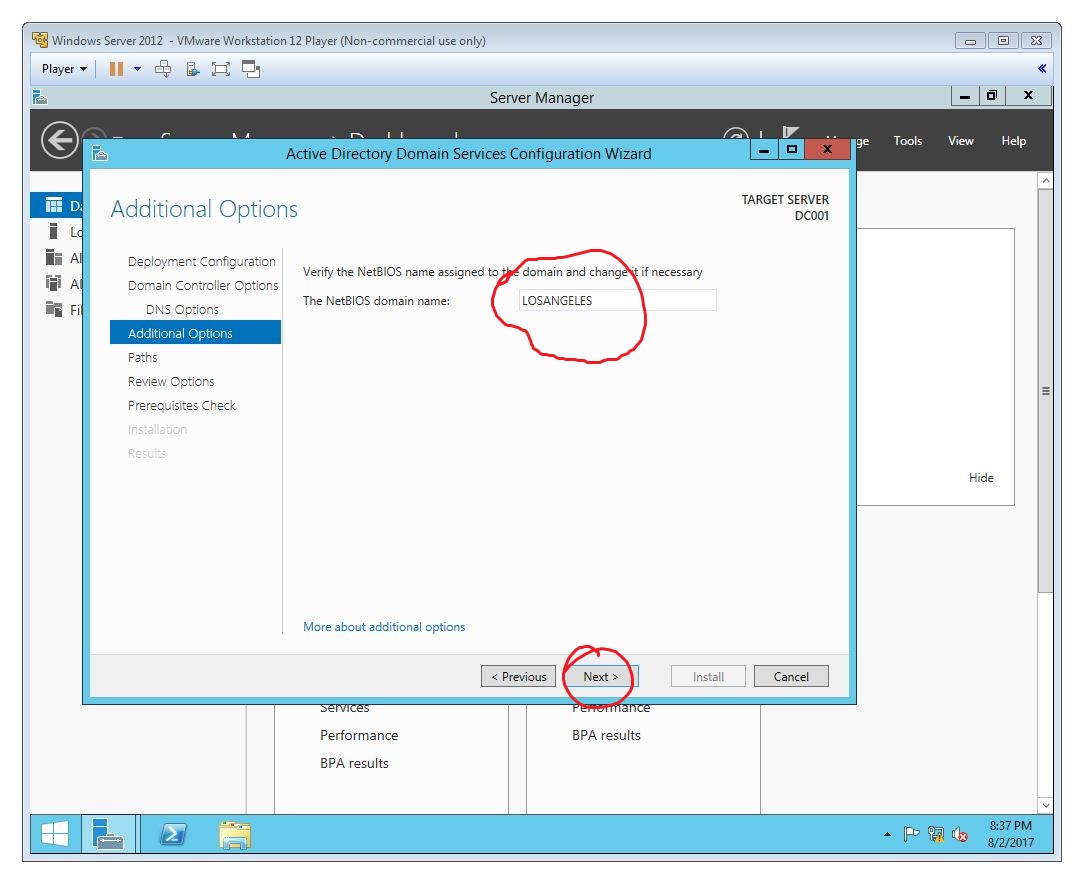 Windows Server 2012 - VMware Workstation 12 Player (Non-commercial use only)
Player
Server Manager
Tools View Help
Active Directory Domain Services Configuration Wizard
Additional Options
TARGET SERVER
DC001
Deployment Configuration
Domain Controller Options
DNS Options
Additional Options
Paths
Review Options
Prerequisites Check
Installation
Results
Verify the NetBIOS name assigned to the domain and change it if necessary
The NetBIOS domain name: LOSANGELES
More about additional options
< Previous Next > Install Cancel
Hide
Services
Performance
BPA results
Performance
BPA results
8:37 PM
8/2/2017